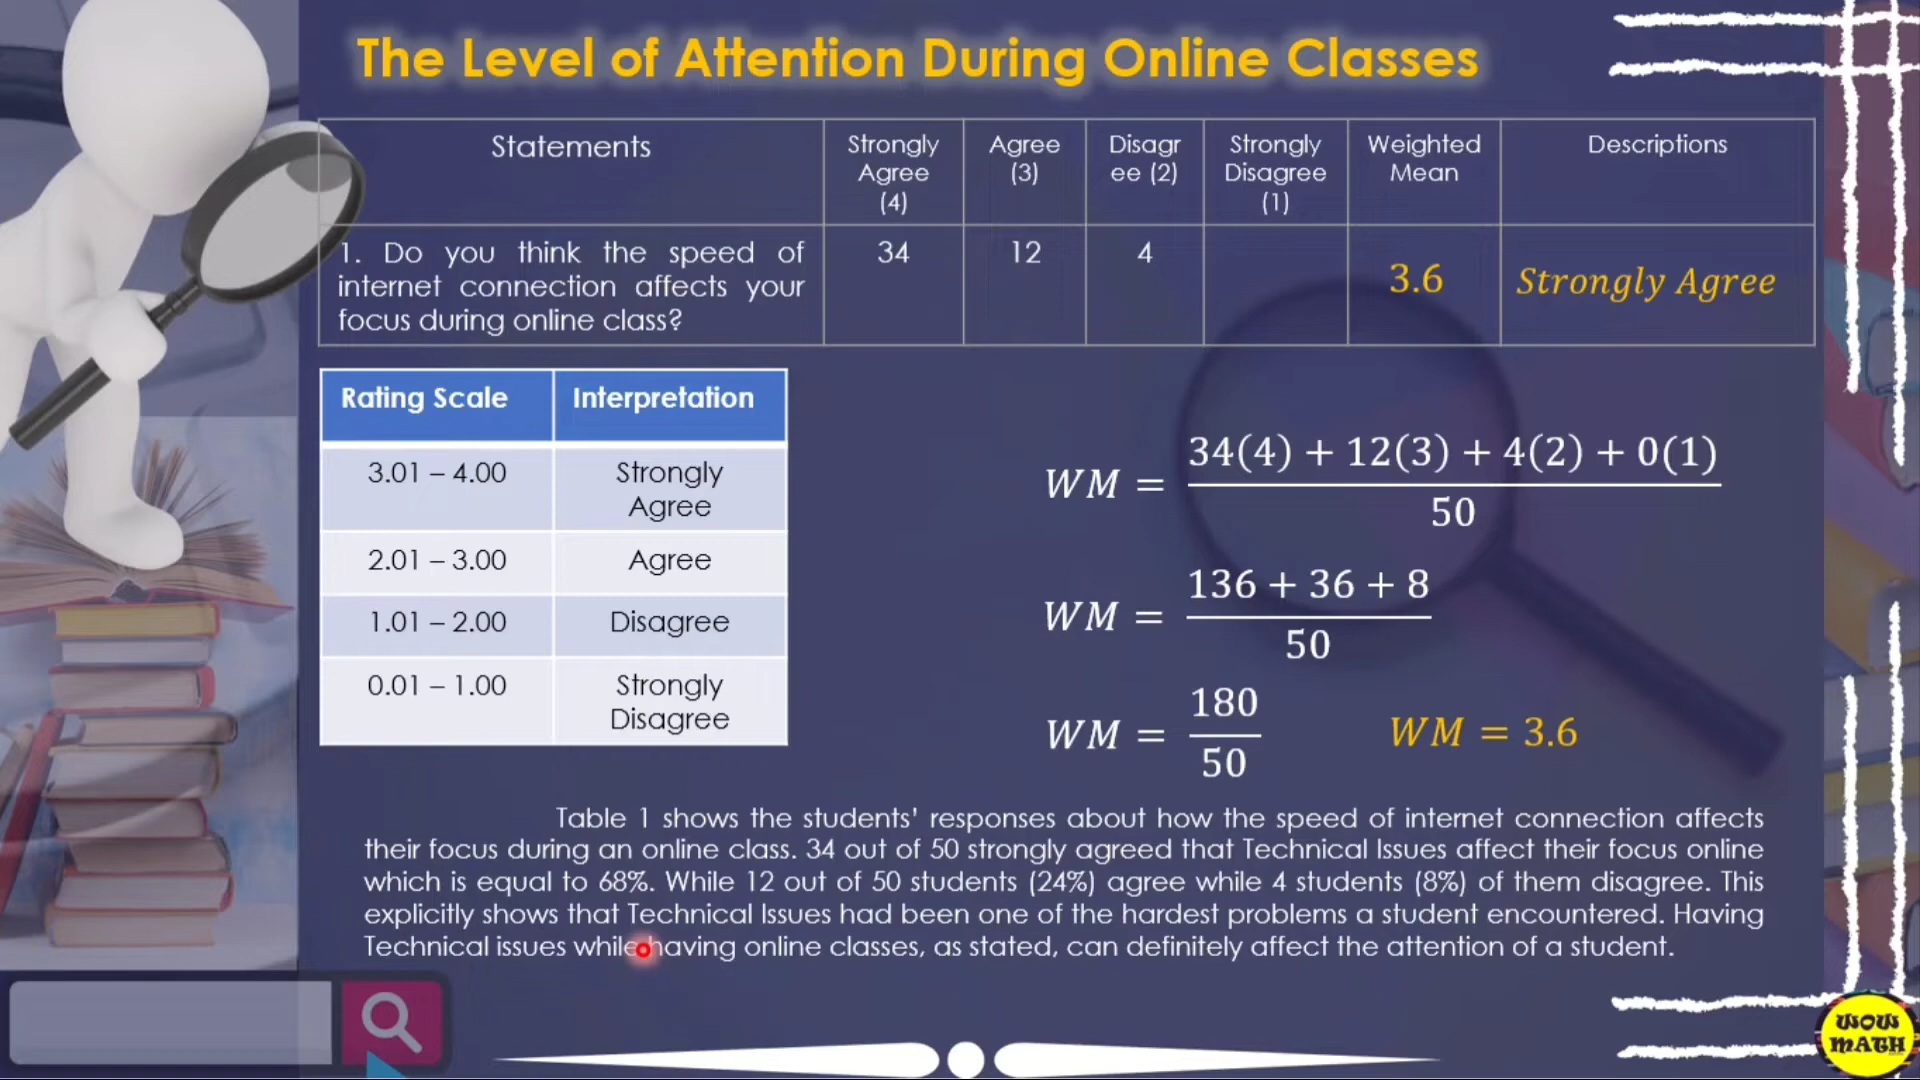 The Level of Attention During Online Classes
Statements
Strongly
Agree
(4)
Agree
(3)
Disagr
ee (2)
Strongly
Disagree
(1)
Weighted
Mean
Descriptions
1. Do you think the speed of
internet connection affects your
focus during online class?
34
12
4
3.6
Strongly Agree
Rating Scale
Interpretation
3.01 – 4.00
Strongly
Agree
2.01 – 3.00
Agree
1.01 – 2.00
Disagree
0.01 – 1.00
Strongly
Disagree
WM = 34(4) + 12(3) + 4(2) + 0(1)
50
WM = 136 + 36 + 8
50
WM = 180
50
WM = 3.6
Table 1 shows the students' responses about how the speed of internet connection affects
their focus during an online class. 34 out of 50 strongly agreed that Technical Issues affect their focus online
which is equal to 68%. While 12 out of 50 students (24%) agree while 4 students (8%) of them disagree. This
explicitly shows that Technical Issues had been one of the hardest problems a student encountered. Having
Technical issues while having online classes, as stated, can definitely affect the attention of a student.
WOW
MATH